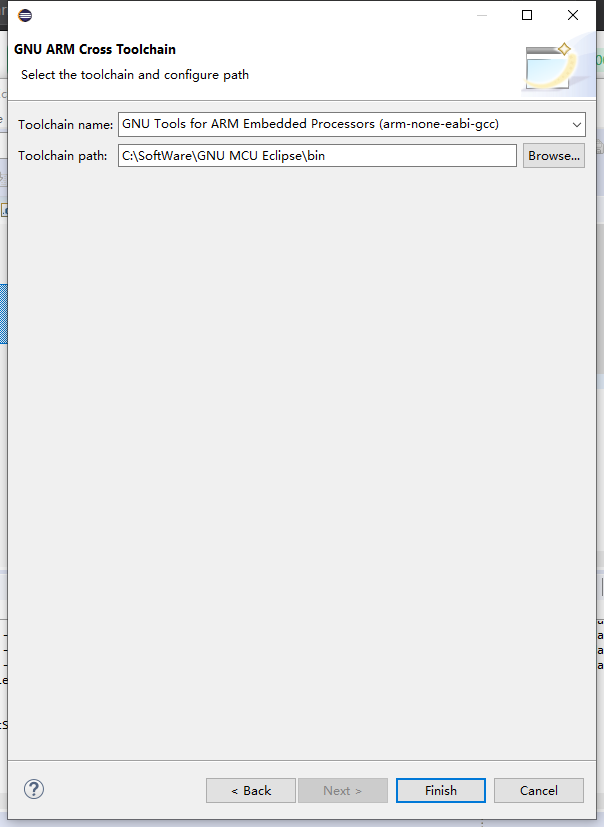 GNU ARM Cross Toolchain
Select the toolchain and configure path
Toolchain name: GNU Tools for ARM Embedded Processors (arm-none-eabi-gcc)
Toolchain path: C:\SoftWare\GNU MCU Eclipse\bin Browse...
? < Back Next > Finish Cancel